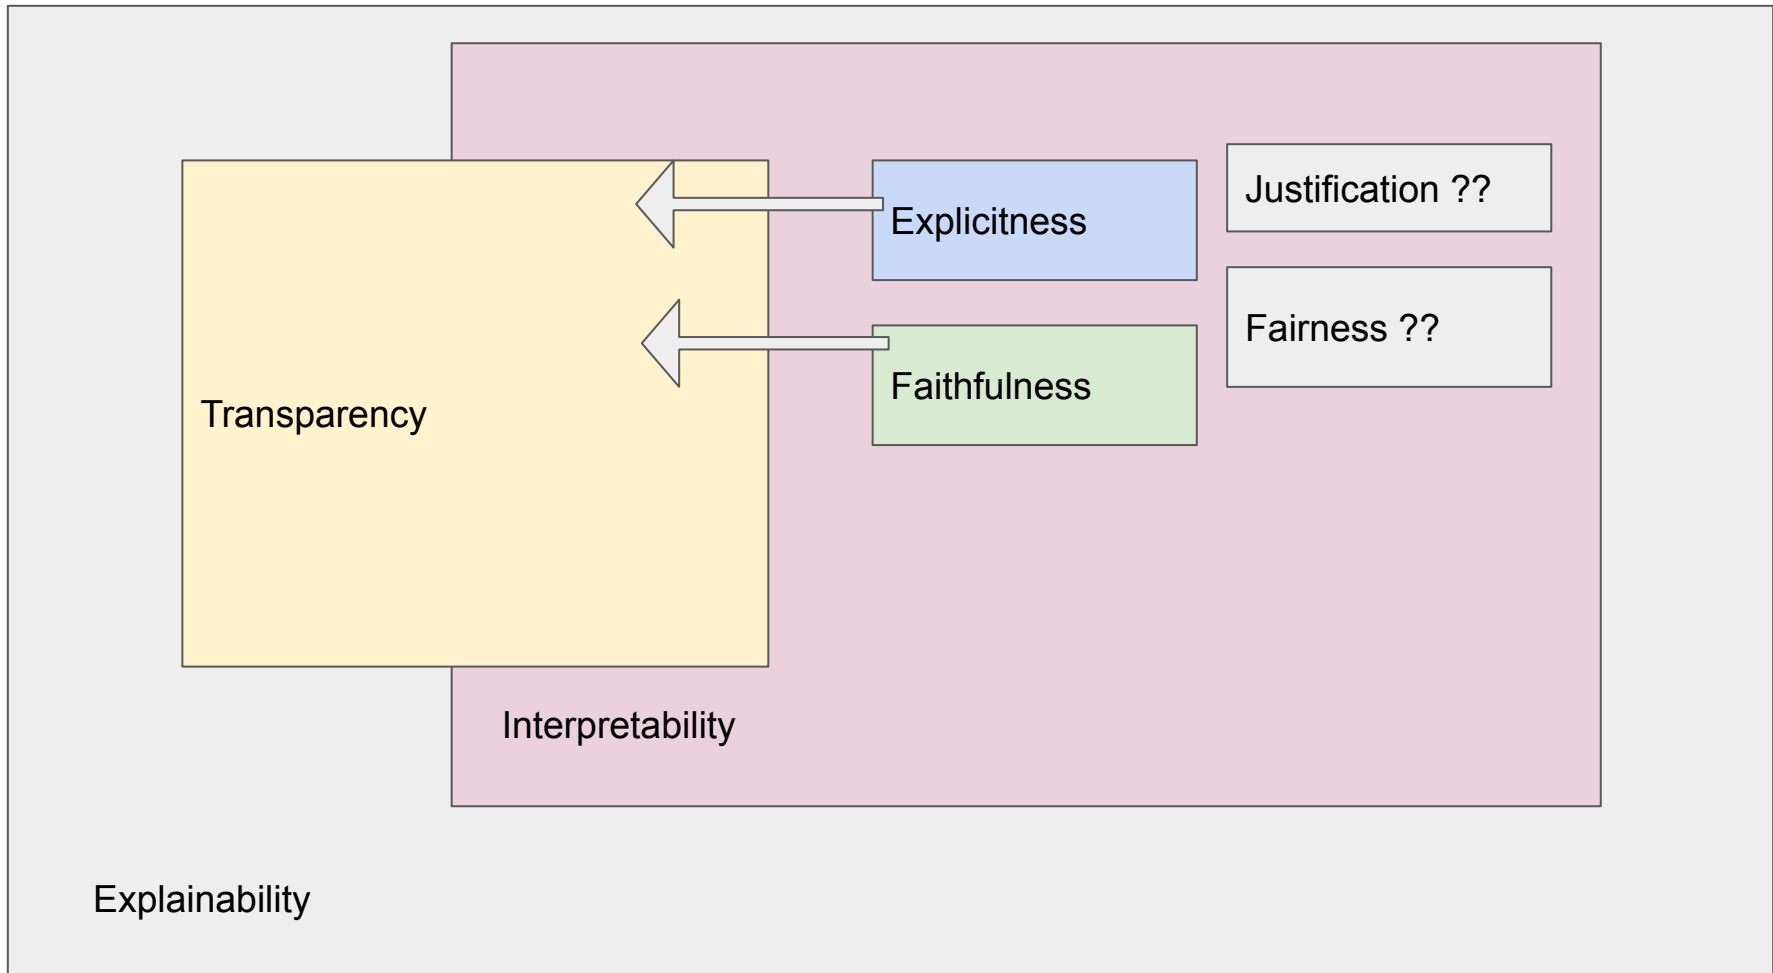 Justification ??
Explicitness
Fairness ??
Faithfulness
Transparency
Interpretability
Explainability